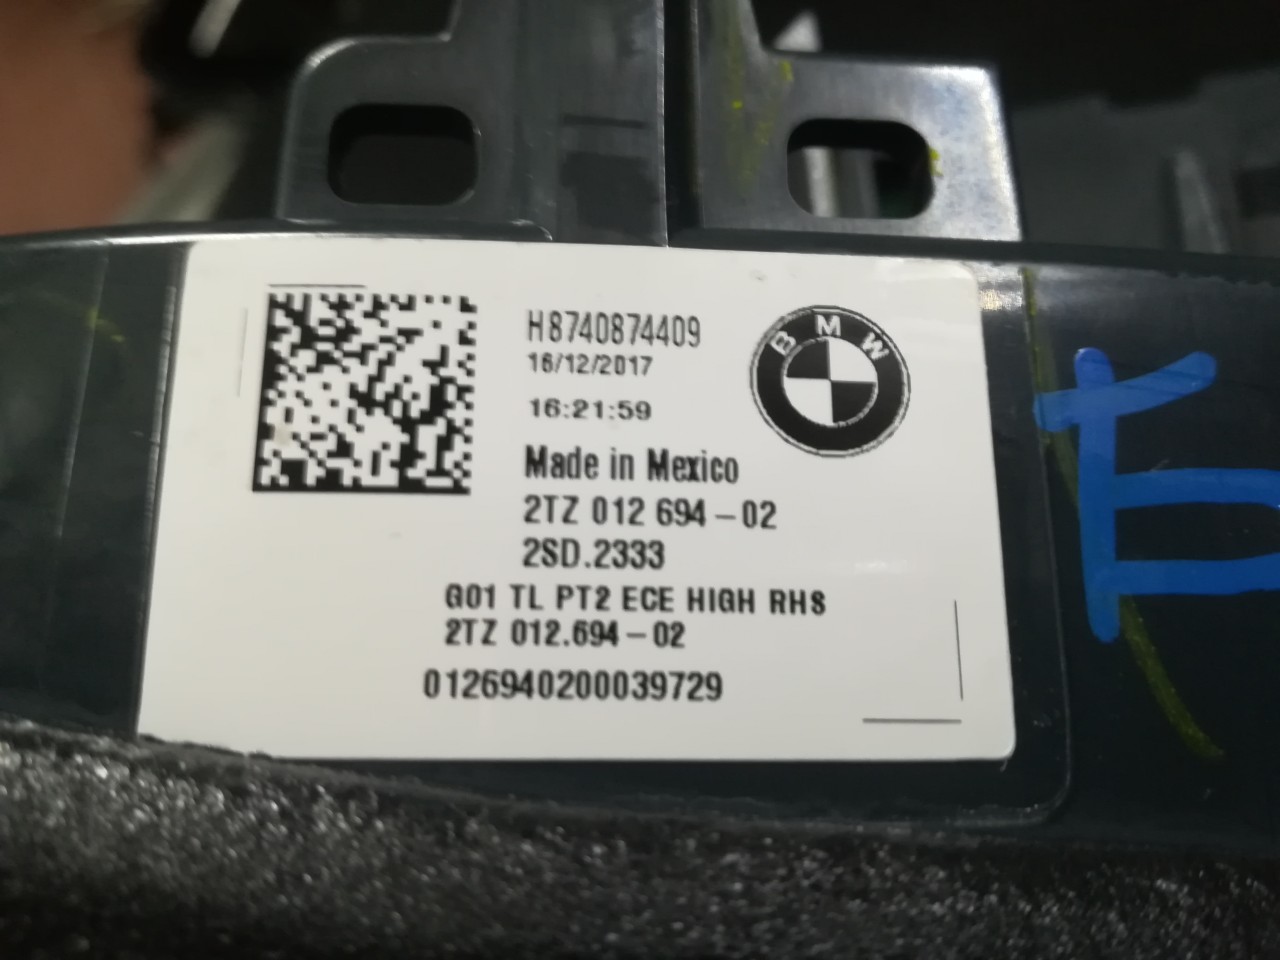 H8740874409
16/12/2017
16:21:59
Made in Mexico
2TZ 012 694-02
2SD.2333
G01 TL PT2 ECE HIGH RHS
2TZ 012.694-02
0126940200039729
BMW
E